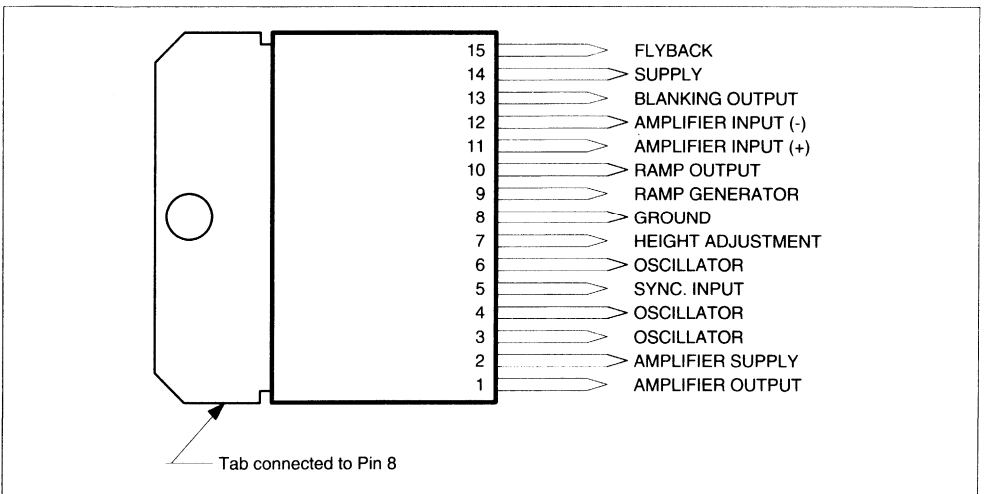 15 FLYBACK
14 SUPPLY
13 BLANKING OUTPUT
12 AMPLIFIER INPUT (-)
11 AMPLIFIER INPUT (+)
10 RAMP OUTPUT
9 RAMP GENERATOR
8 GROUND
7 HEIGHT ADJUSTMENT
6 OSCILLATOR
5 SYNC. INPUT
4 OSCILLATOR
3 OSCILLATOR
2 AMPLIFIER SUPPLY
1 AMPLIFIER OUTPUT
Tab connected to Pin 8